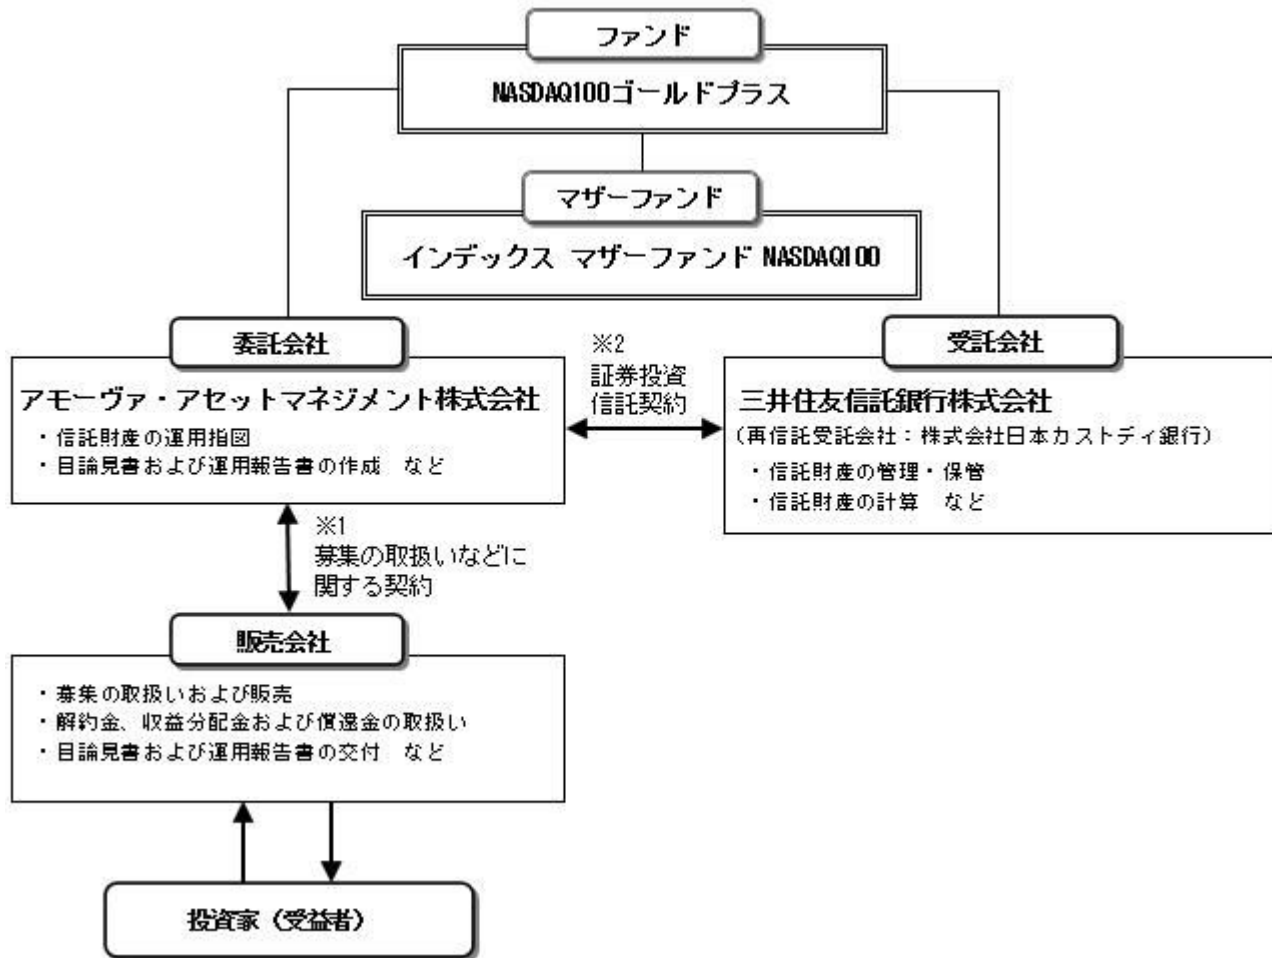 ファンド
NASDAQ100ゴールドプラス
マザーファンド
インデックス マザーファンド NASDAQ100
委託会社
アモーヴァ・アセットマネジメント株式会社
・信託財産の運用指図
・目論見書および運用報告書の作成　など
※2
証券投資
信託契約
受託会社
三井住友信託銀行株式会社
（再信託受託会社：株式会社日本カストディ銀行）
・信託財産の管理・保管
・信託財産の計算　など
※1
募集の取扱いなどに
関する契約
販売会社
・募集の取扱いおよび販売
・解約金、収益分配金および償還金の取扱い
・目論見書および運用報告書の交付　など
投資家（受益者）